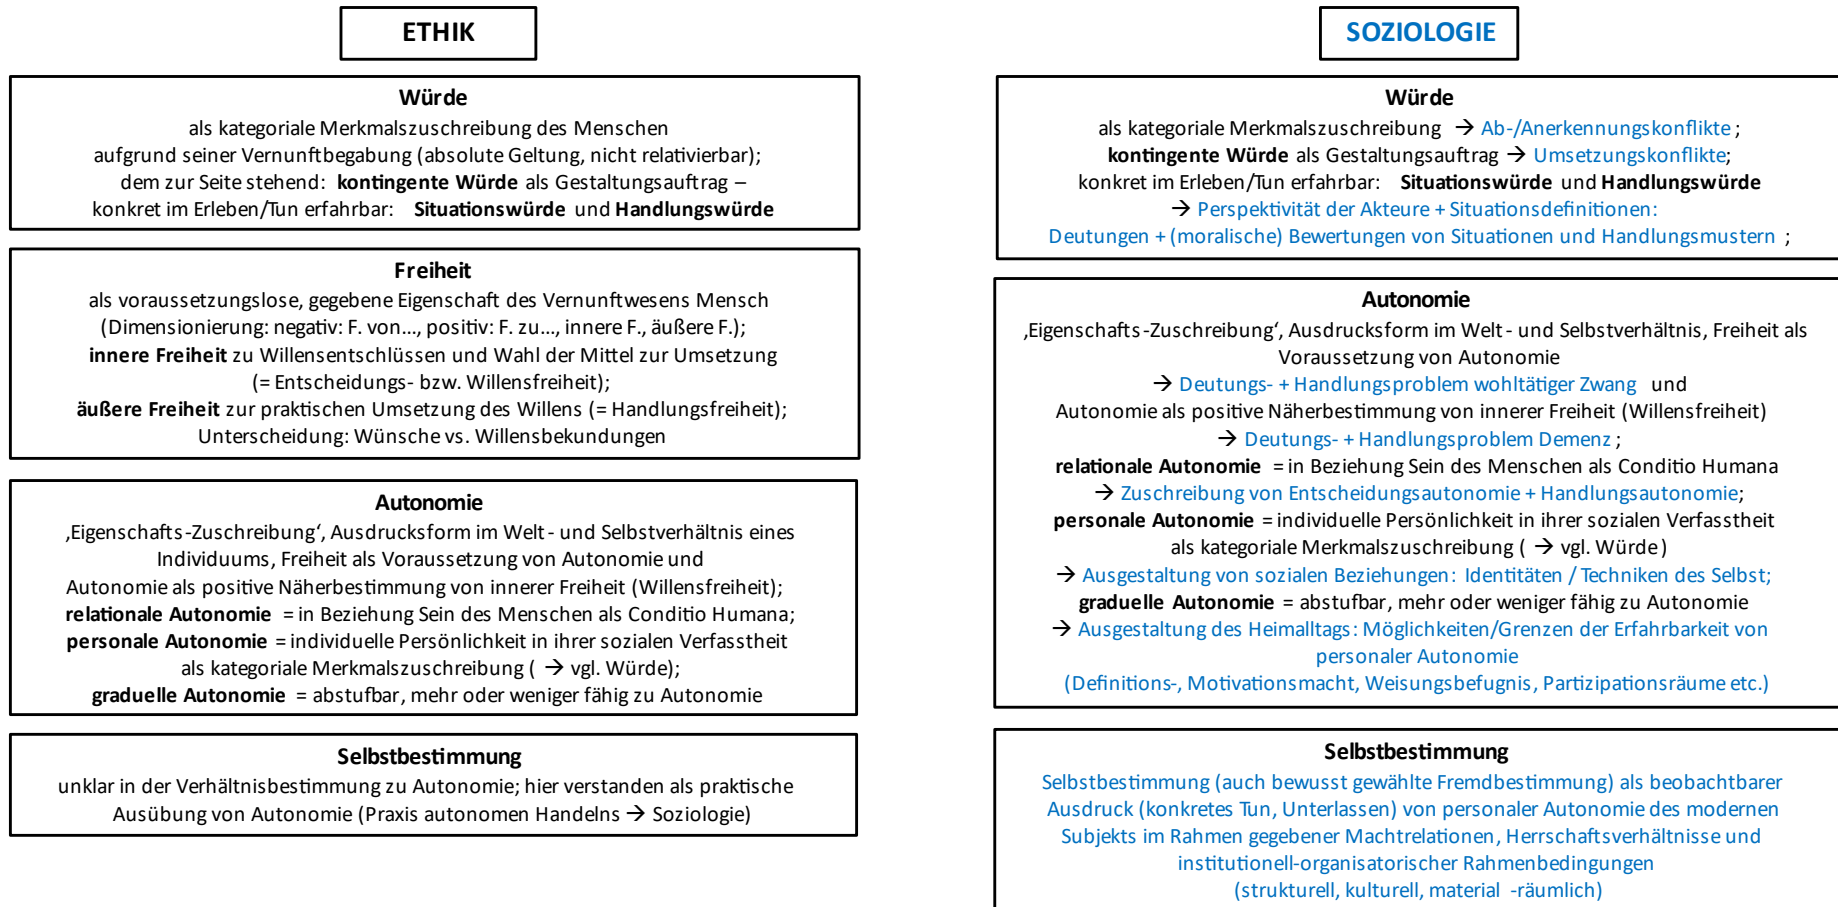 ETHIK
Würde
als kategoriale Merkmalszuschreibung des Menschen
aufgrund seiner Vernunftbegabung (absolute Geltung, nicht relativierbar);
dem zur Seite stehend: kontingente Würde als Gestaltungsauftrag –
konkret im Erleben/Tun erfahrbar: Situationswürde und Handlungswürde
Freiheit
als voraussetzungslose, gegebene Eigenschaft des Vernunftwesens Mensch
(Dimensionierung: negativ: F. von…, positiv: F. zu…, innere F., äußere F.);
innere Freiheit zu Willensentschlüssen und Wahl der Mittel zur Umsetzung
(= Entscheidungs- bzw. Willensfreiheit);
äußere Freiheit zur praktischen Umsetzung des Willens (= Handlungsfreiheit);
Unterscheidung: Wünsche vs. Willensbekundungen
Autonomie
‚Eigenschafts-Zuschreibung‘, Ausdrucksform im Welt- und Selbstverhältnis eines
Individuums, Freiheit als Voraussetzung von Autonomie und
Autonomie als positive Näherbestimmung von innerer Freiheit (Willensfreiheit);
relationale Autonomie = in Beziehung Sein des Menschen als Conditio Humana;
personale Autonomie = individuelle Persönlichkeit in ihrer sozialen Verfasstheit
als kategoriale Merkmalszuschreibung (→ vgl. Würde);
graduelle Autonomie = abstufbar, mehr oder weniger fähig zu Autonomie
Selbstbestimmung
unklar in der Verhältnisbestimmung zu Autonomie; hier verstanden als praktische
Ausübung von Autonomie (Praxis autonomen Handelns → Soziologie)
SOZIOLOGIE
Würde
als kategoriale Merkmalszuschreibung → Ab-/Anerkennungskonflikte ;
kontingente Würde als Gestaltungsauftrag → Umsetzungskonflikte;
konkret im Erleben/Tun erfahrbar: Situationswürde und Handlungswürde
→ Perspektivität der Akteure + Situationsdefinitionen:
Deutungen + (moralische) Bewertungen von Situationen und Handlungsmustern ;
Autonomie
‚Eigenschafts-Zuschreibung‘, Ausdrucksform im Welt- und Selbstverhältnis, Freiheit als
Voraussetzung von Autonomie
→ Deutungs- + Handlungsproblem wohltätiger Zwang und
Autonomie als positive Näherbestimmung von innerer Freiheit (Willensfreiheit)
→ Deutungs- + Handlungsproblem Demenz ;
relationale Autonomie = in Beziehung Sein des Menschen als Conditio Humana
→ Zuschreibung von Entscheidungsautonomie + Handlungsautonomie;
personale Autonomie = individuelle Persönlichkeit in ihrer sozialen Verfasstheit
als kategoriale Merkmalszuschreibung (→ vgl. Würde)
→ Ausgestaltung von sozialen Beziehungen: Identitäten / Techniken des Selbst;
graduelle Autonomie = abstufbar, mehr oder weniger fähig zu Autonomie
→ Ausgestaltung des Heimalltags: Möglichkeiten/Grenzen der Erfahrbarkeit von
personaler Autonomie
(Definitions-, Motivationsmacht, Weisungsbefugnis, Partizipationsräume etc.)
Selbstbestimmung
Selbstbestimmung (auch bewusst gewählte Fremdbestimmung) als beobachtbarer
Ausdruck (konkretes Tun, Unterlassen) von personaler Autonomie des modernen
Subjekts im Rahmen gegebener Machtrelationen, Herrschaftsverhältnisse und
institutionell-organisatorischer Rahmenbedingungen
(strukturell, kulturell, material -räumlich)